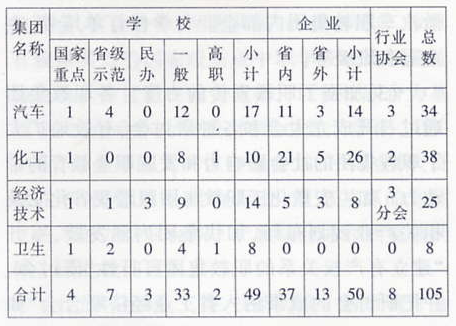 集团名称 学校 企业 行业协会 总数
国家重点 省级示范 民办 一般 高职 小计 省内 省外 小计
汽车 1 4 0 12 0 17 11 3 14 3 34
化工 1 0 0 8 1 10 21 5 26 2 38
经济技术 1 1 3 9 0 14 5 3 8 3分会 25
卫生 1 2 0 4 1 8 0 0 0 0 8
合计 4 7 3 33 2 49 37 13 50 8 105